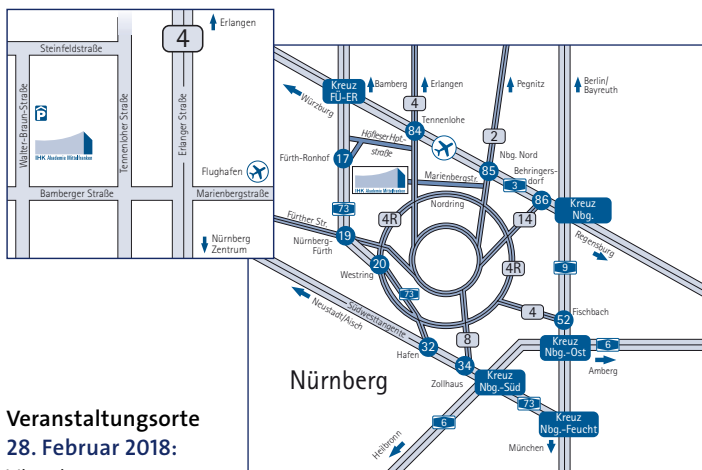 Erlangen
4
Steinfeldstraße
Walter-Braun-Straße
P
Tennenloher Straße
Erlanger Straße
IHK Akademie Mittelfranken
Flughafen
Bamberger Straße
Marienbergstraße
Nürnberg
Zentrum
Kreuz
FÜ-ER
Bamberg
Erlangen
Pegnitz
Berlin/
Bayreuth
Würzburg
4
Tennenlohe
84
2
Höfleser Hpt-
straße
Fürth-Ronhof
17
Nbg. Nord
85
Behringers-
dorf
3
86
Marienbergstr.
IHK Akademie Mittelfranken
Nordring
Kreuz
Nbg.
73
4R
14
Fürther Str.
19
Nürnberg-
Fürth
Regensburg
20
Westring
4R
9
73
Neustadt/Aisch
Südwesttangente
4
Fischbach
52
32
Hafen
8
34
Zollhaus
Kreuz
Nbg.-Ost
6
Amberg
Nürnberg
Kreuz
Nbg.-Süd
73
Kreuz
Nbg.-Feucht
6
Heilbronn
München
Veranstaltungsorte
28. Februar 2018: